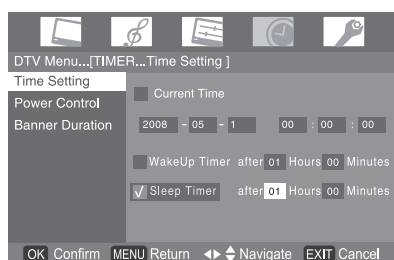 DTV Menu...[TIMER...Time Setting ]
Time Setting
Power Control
Banner Duration
Current Time
2008 - 05 - 1 00 : 00 : 00
WakeUp Timer after 01 Hours 00 Minutes
√ Sleep Timer after 01 Hours 00 Minutes
OK Confirm MENU Return Navigate EXIT Cancel